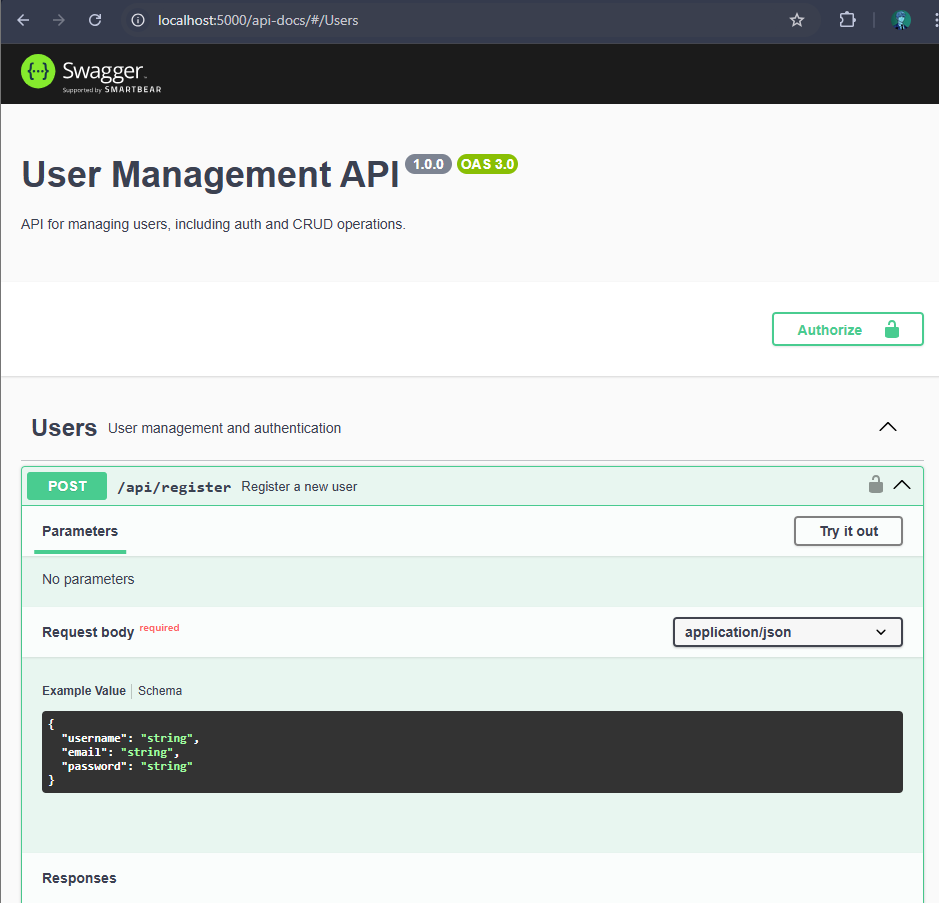 localhost:5000/api-docs/#/Users
Swagger
Supported by SMARTBEAR
User Management API 1.0.0 OAS 3.0
API for managing users, including auth and CRUD operations.
Authorize
Users User management and authentication
POST /api/register Register a new user
Parameters Try it out
No parameters
Request body required application/json
Example Value Schema
{
  "username": "string",
  "email": "string",
  "password": "string"
}
Responses